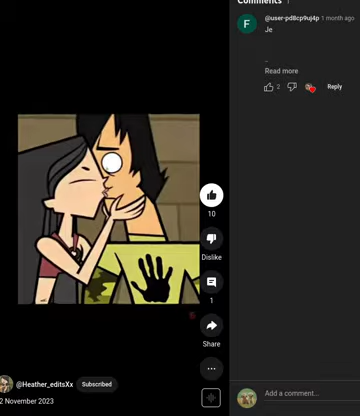 Comments 1
F
@user-pd8cp9uj4p 1 month ago
Je
..
Read more
2
Reply
10
Dislike
1
Share
@Heather_editsXx
Subscribed
2 November 2023
Add a comment...